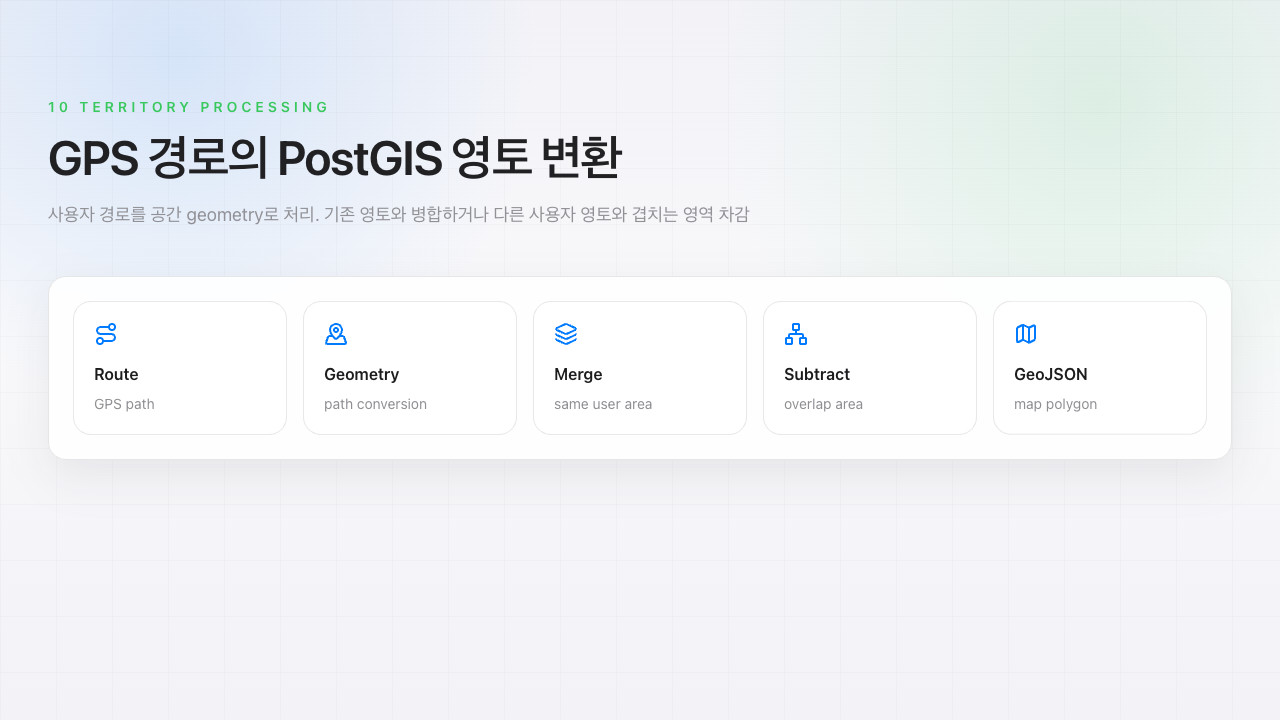 10 TERRITORY PROCESSING
GPS 경로의 PostGIS 영토 변환
사용자 경로를 공간 geometry로 처리. 기존 영토와 병합하거나 다른 사용자 영토와 겹치는 영역 차감
Route
GPS path
Geometry
path conversion
Merge
same user area
Subtract
overlap area
GeoJSON
map polygon